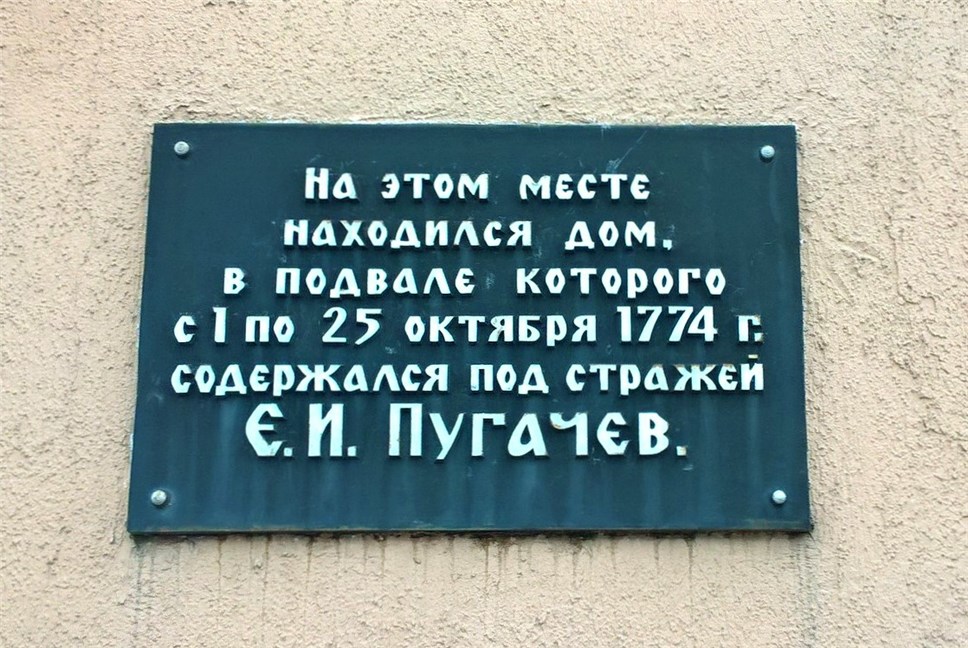 На этом месте
находился дом,
в подвале которого
с 1 по 25 октября 1774 г.
содержался под стражей
Е.И. Пугачев.